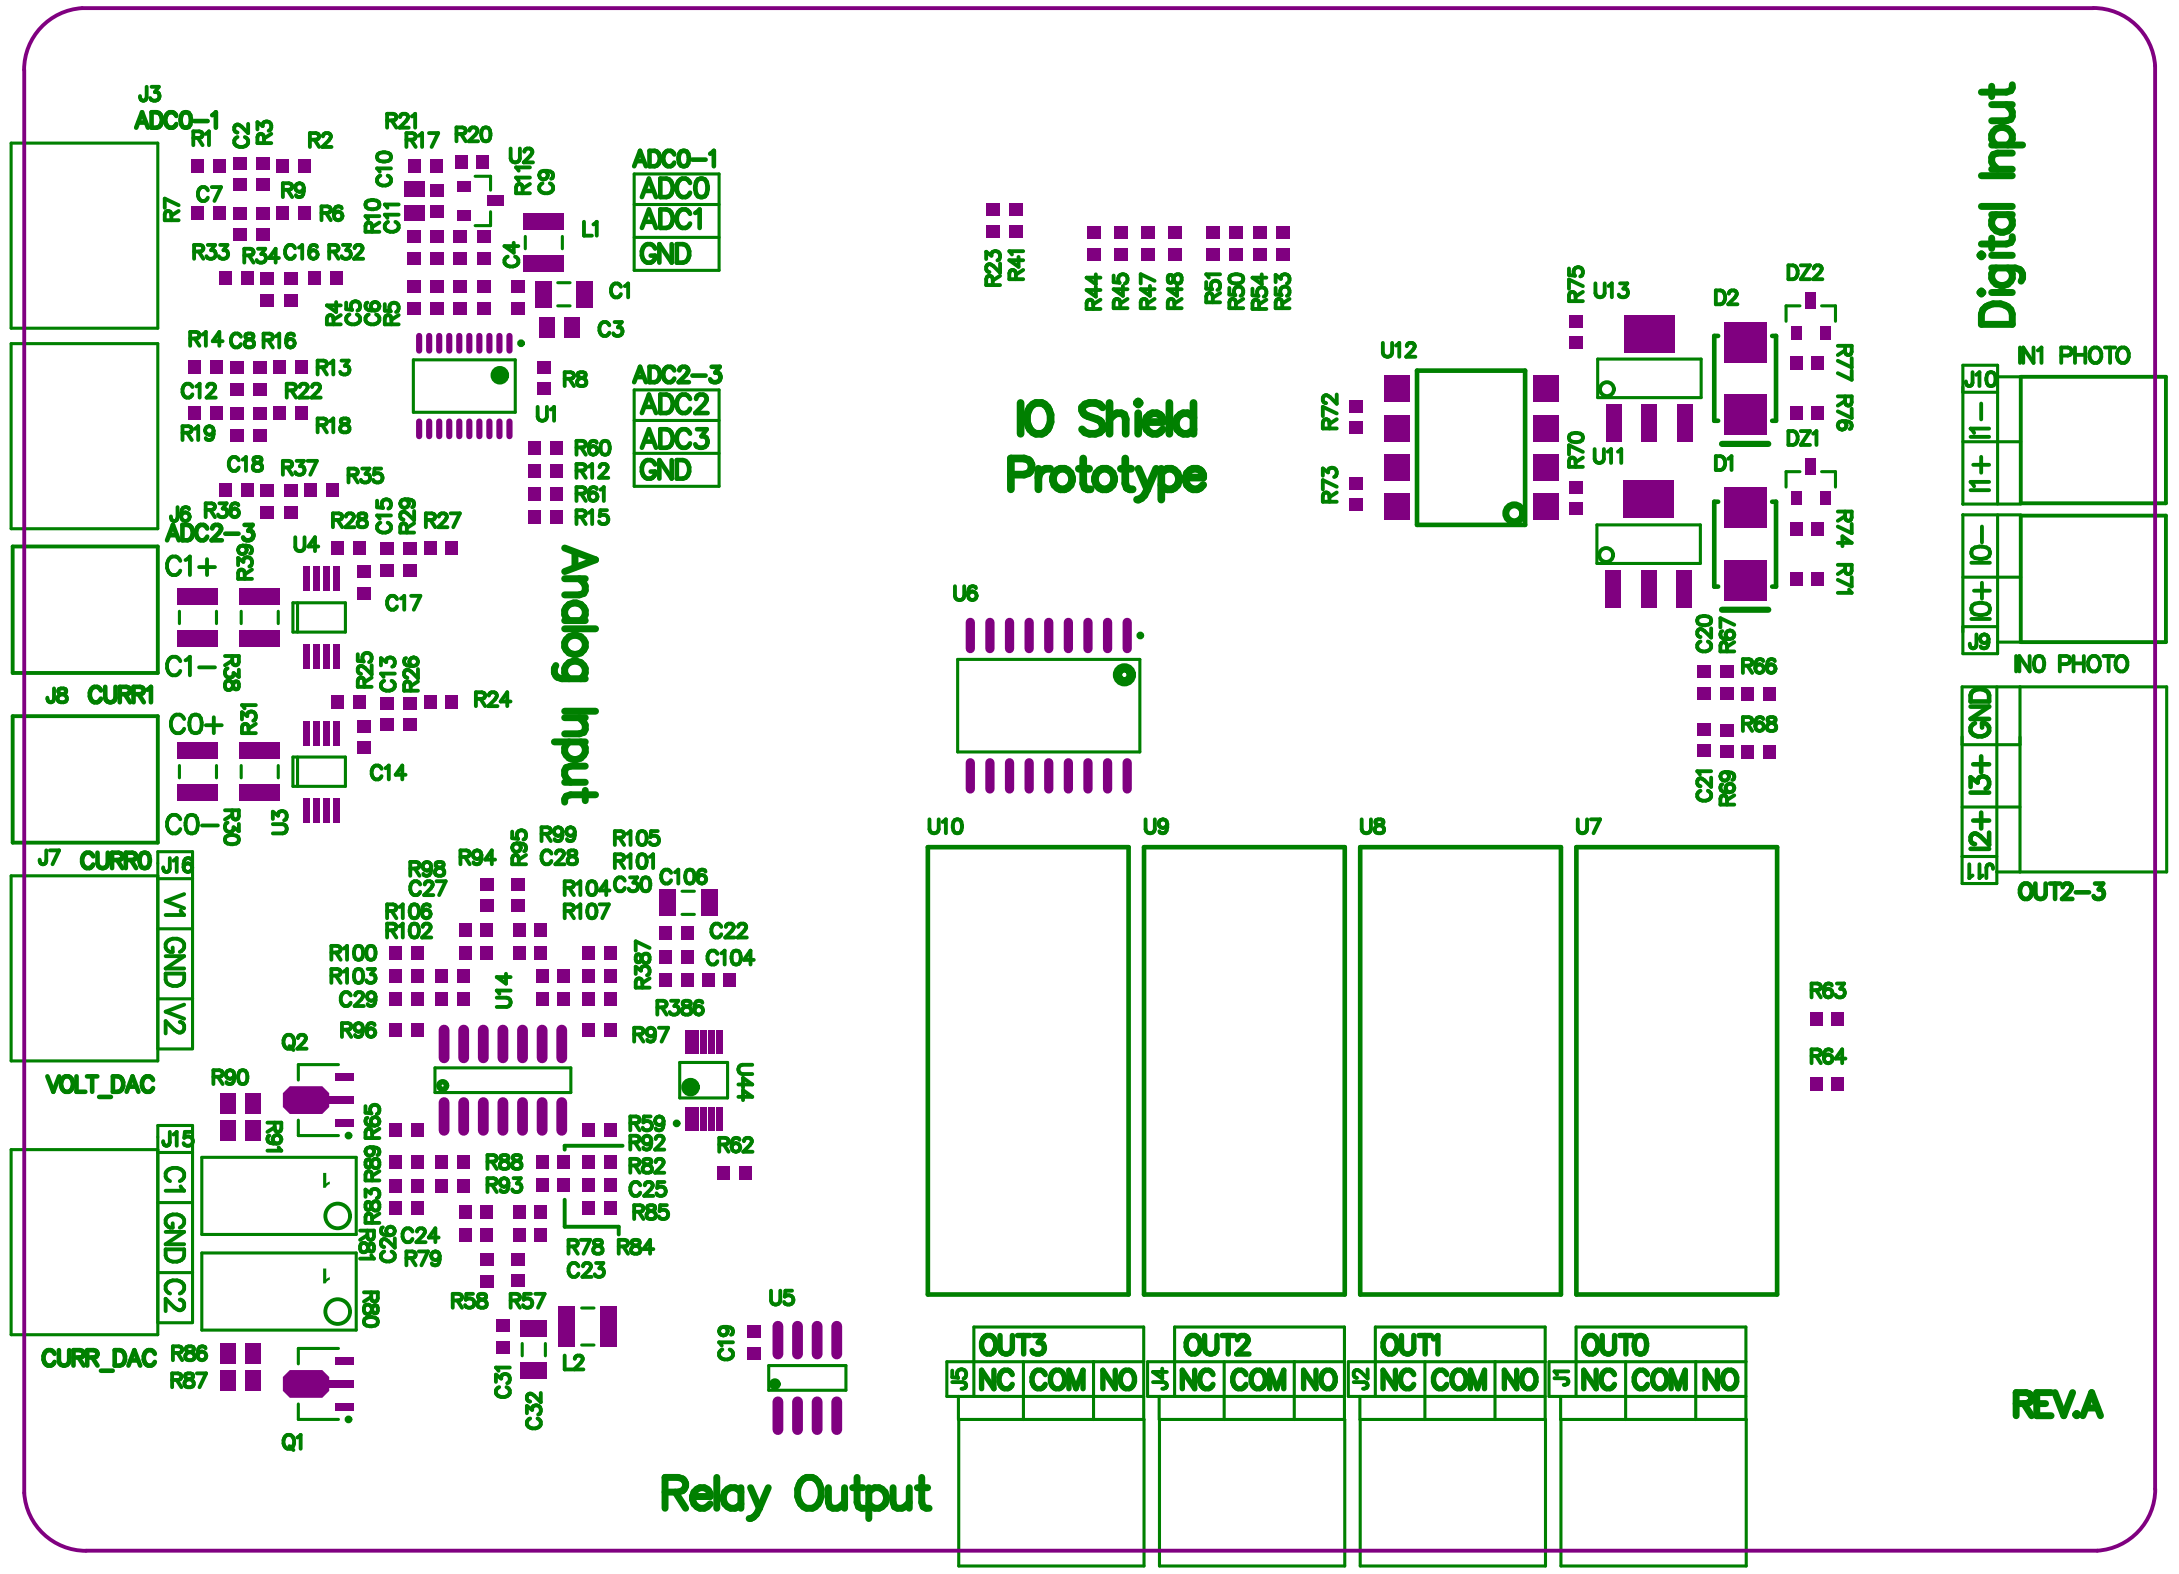 J3
ADC0-1
R1
C2
R3
R2
R21
R17
R20
C10
U2
R11
C9
R7
C7
R9
R6
R10
C11
L1
R33
R34
C16
R32
C4
C1
R4
C5
C6
R5
C3
ADC0-1
ADC0
ADC1
GND
R14
C8
R16
R13
C12
R22
R19
R18
R8
U1
ADC2-3
ADC2
ADC3
GND
C18
R37
R35
R36
J6
ADC2-3
R60
R12
R61
R15
R28
C15
R29
R27
U4
C1+
R39
C17
C1-
R38
J8 CURR1
R25
C13
R26
R24
C0+
R31
C14
C0-
R30
U3
J7 CURR0
Analog Input
R23
R41
R44
R45
R47
R48
R51
R50
R54
R53
IO Shield
Prototype
U6
U12
R72
R73
R75
U13
D2
DZ2
R77
R76
R70
U11
D1
DZ1
R74
R71
C20
R67
R66
R68
C21
R69
Digital Input
IN1 PHOTO
J10
I1-
I1+
I0-
I0+
J9
IN0 PHOTO
GND
I3+
I2+
J11
OUT2-3
J16
V1
GND
V2
VOLT_DAC
R94
R95
R99
C28
R105
R101
C30
C106
R98
C27
R104
R107
R106
R102
C22
R100
R103
C29
U14
R387
C104
R386
R96
R97
Q2
R90
R91
U44
R65
R59
R92
R62
J15
C1
GND
C2
CURR_DAC
1
1
R89
R88
R82
R93
C25
R83
R85
R81
C26
C24
R79
R78
R84
C23
R80
R58
R57
R86
R87
C31
C32
L2
Q1
U5
C19
U10
U9
U8
U7
R63
R64
OUT3
J5 NC COM NO
OUT2
J4 NC COM NO
OUT1
J2 NC COM NO
OUT0
J1 NC COM NO
REV.A
Relay Output